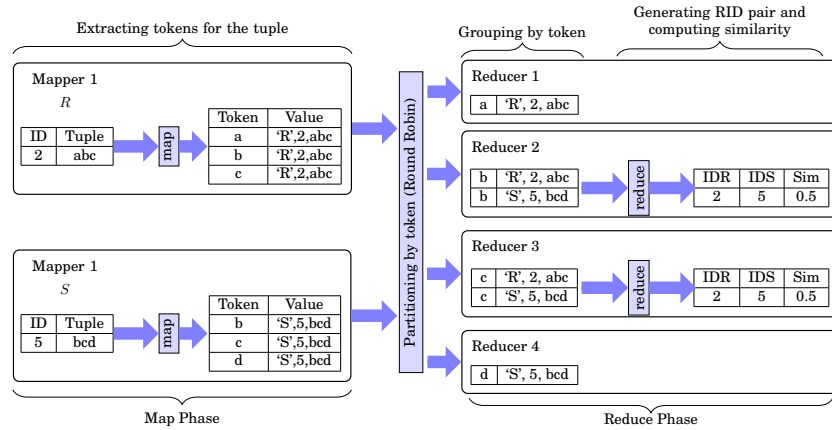 Extracting tokens for the tuple
Grouping by token
Generating RID pair and
computing similarity
Mapper 1
R
ID Tuple
2 abc
map
Token Value
a ‘R’,2,abc
b ‘R’,2,abc
c ‘R’,2,abc
Mapper 1
S
ID Tuple
5 bcd
map
Token Value
b ‘S’,5,bcd
c ‘S’,5,bcd
d ‘S’,5,bcd
Map Phase
Partitioning by token (Round Robin)
Reducer 1
a ‘R’, 2, abc
Reducer 2
b ‘R’, 2, abc
b ‘S’, 5, bcd
reduce
IDR IDS Sim
2 5 0.5
Reducer 3
c ‘R’, 2, abc
c ‘S’, 5, bcd
reduce
IDR IDS Sim
2 5 0.5
Reducer 4
d ‘S’, 5, bcd
Reduce Phase